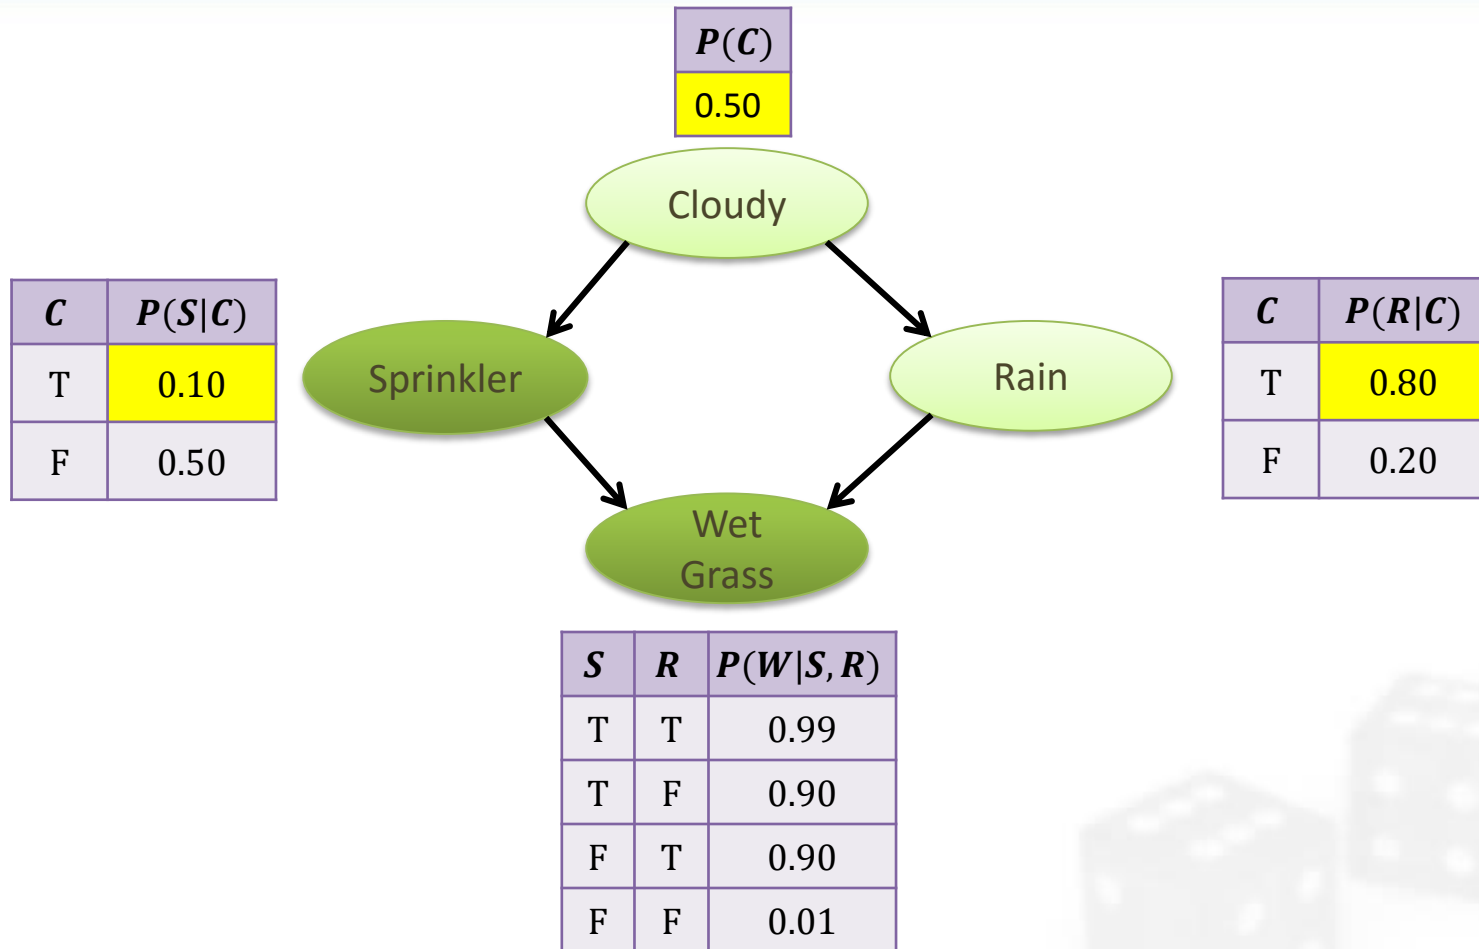 P(C)
0.50
Cloudy
C P(S|C)
T 0.10
F 0.50
Sprinkler
Rain
C P(R|C)
T 0.80
F 0.20
Wet
Grass
S R P(W|S, R)
T T 0.99
T F 0.90
F T 0.90
F F 0.01